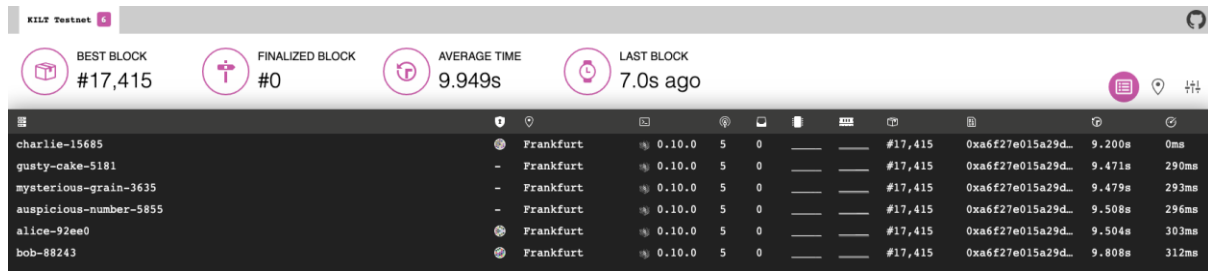 KILT Testnet 6
BEST BLOCK
#17,415
FINALIZED BLOCK
#0
AVERAGE TIME
9.949s
LAST BLOCK
7.0s ago
charlie-15685 Frankfurt 0.10.0 5 0 #17,415 0xa6f27e015a29d… 9.200s 0ms
gusty-cake-5181 – Frankfurt 0.10.0 5 0 #17,415 0xa6f27e015a29d… 9.471s 290ms
mysterious-grain-3635 – Frankfurt 0.10.0 5 0 #17,415 0xa6f27e015a29d… 9.479s 293ms
auspicious-number-5855 – Frankfurt 0.10.0 5 0 #17,415 0xa6f27e015a29d… 9.508s 296ms
alice-92ee0 Frankfurt 0.10.0 5 0 #17,415 0xa6f27e015a29d… 9.504s 303ms
bob-88243 Frankfurt 0.10.0 5 0 #17,415 0xa6f27e015a29d… 9.808s 312ms